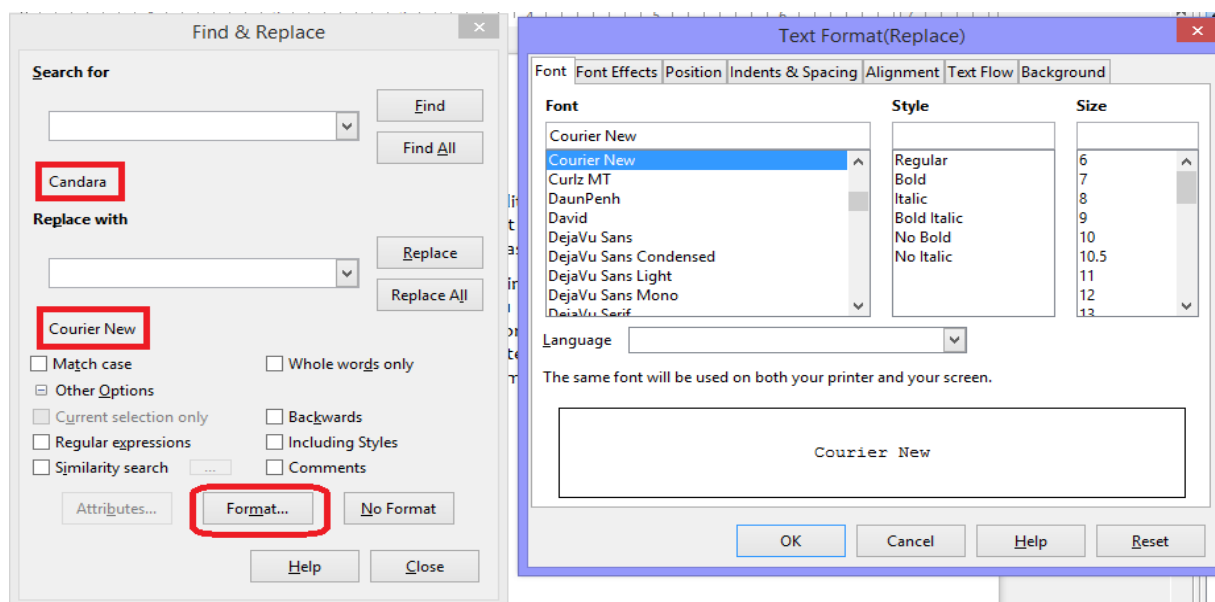 Find & Replace
Search for
Find
Find All
Candara
Replace with
Replace
Replace All
Courier New
Match case
Whole words only
Other Options
Current selection only
Backwards
Regular expressions
Including Styles
Similarity search
...
Comments
Attributes...
Format...
No Format
Help
Close
Text Format(Replace)
Font Font Effects Position Indents & Spacing Alignment Text Flow Background
Font
Style
Size
Courier New
Courier New
Curlz MT
DaunPenh
David
DejaVu Sans
DejaVu Sans Condensed
DejaVu Sans Light
DejaVu Sans Mono
DejaVu Serif
Regular
Bold
Italic
Bold Italic
No Bold
No Italic
6
7
8
9
10
10.5
11
12
13
Language
The same font will be used on both your printer and your screen.
Courier New
OK
Cancel
Help
Reset